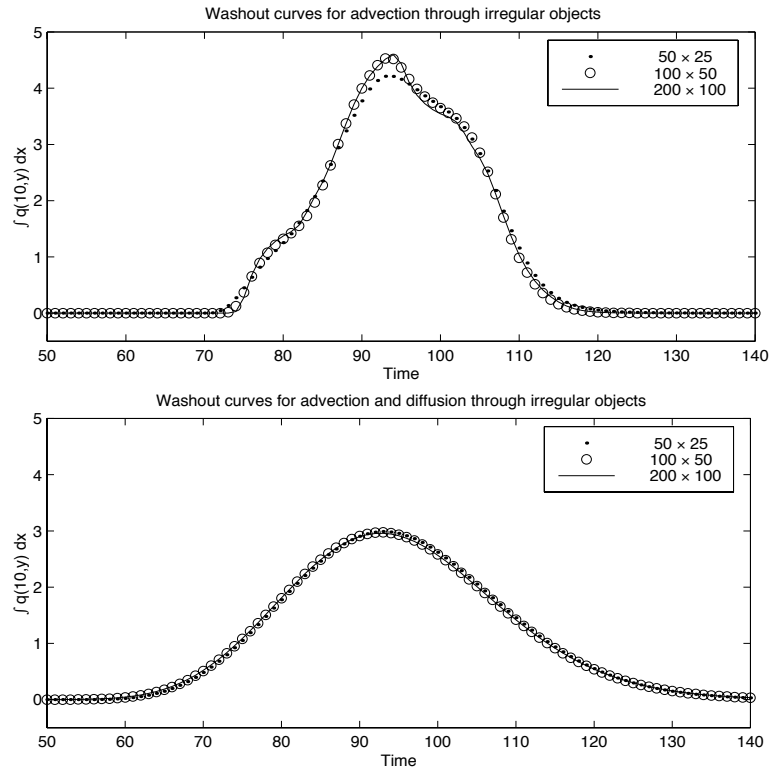 Washout curves for advection through irregular objects
5
4
3
2
1
0
∫ q(10,y) dx
50 × 25
100 × 50
200 × 100
50 60 70 80 90 100 110 120 130 140
Time
Washout curves for advection and diffusion through irregular objects
5
4
3
2
1
0
∫ q(10,y) dx
50 × 25
100 × 50
200 × 100
50 60 70 80 90 100 110 120 130 140
Time